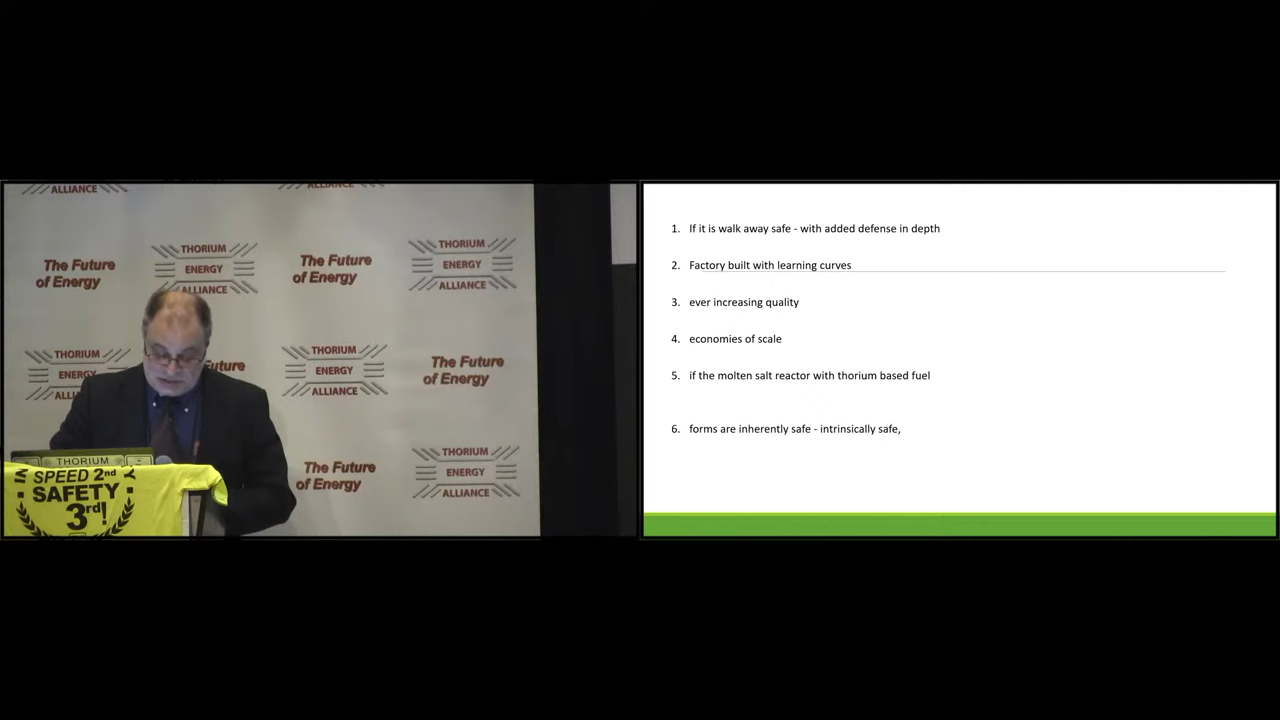 ALLIANCE
ALLIANCE
The Future
of Energy
THORIUM
ENERGY
ALLIANCE
The Future
of Energy
THORIUM
ENERGY
ALLIANCE
THORIUM
ENERGY
Future
THORIUM
ENERGY
ALLIANCE
The Future
of Energy
The Future
of Energy
THORIUM
ENERGY
ALLIANCE
THORIUM
SPEED 2nd
SAFETY
3rd!
1. If it is walk away safe - with added defense in depth
2. Factory built with learning curves
3. ever increasing quality
4. economies of scale
5. if the molten salt reactor with thorium based fuel
6. forms are inherently safe - intrinsically safe,